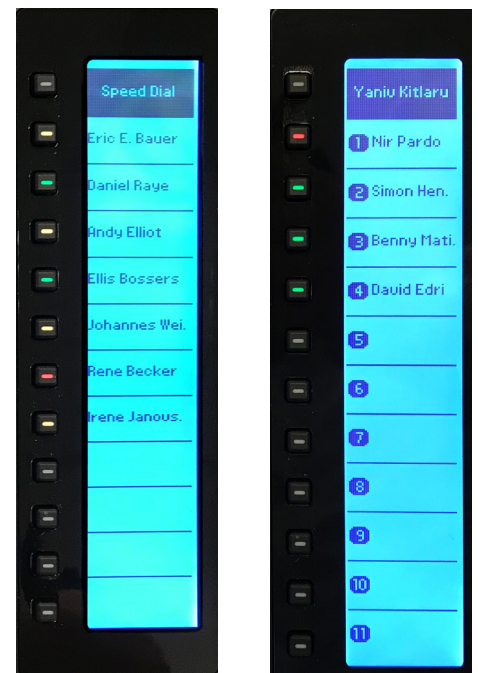 Speed Dial
Eric E. Bauer
Daniel Raye
Andy Elliot
Ellis Bossers
Johannes Wei.
Rene Becker
Irene Janous.
Yaniv Kitlaru
1 Nir Pardo
2 Simon Hen.
3 Benny Mati.
4 David Edri
5
6
7
8
9
10
11